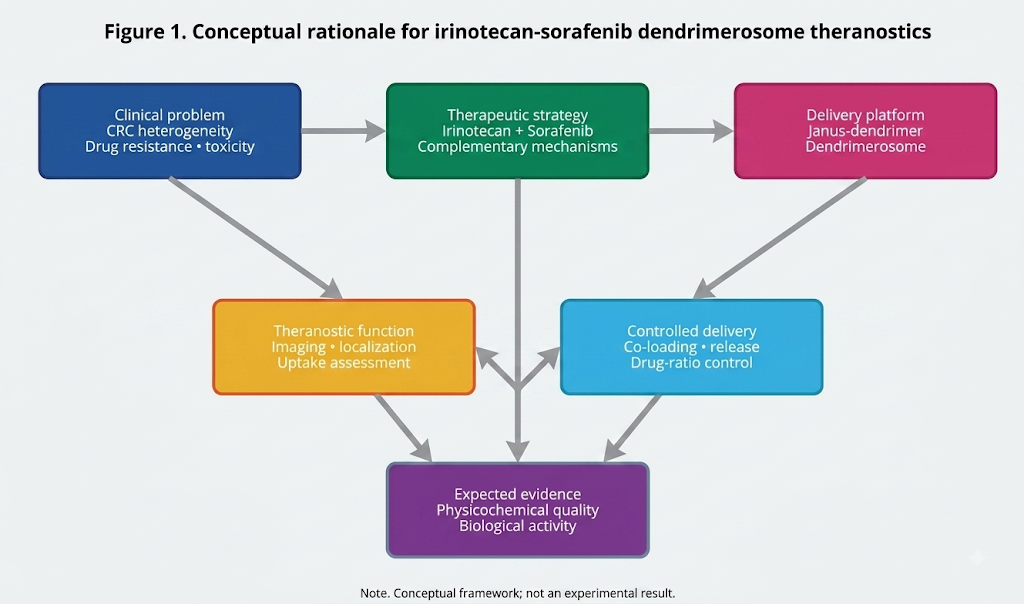 Figure 1. Conceptual rationale for irinotecan-sorafenib dendrimerosome theranostics
Clinical problem
CRC heterogeneity
Drug resistance • toxicity
Therapeutic strategy
Irinotecan + Sorafenib
Complementary mechanisms
Delivery platform
Janus-dendrimer
Dendrimerosome
Theranostic function
Imaging • localization
Uptake assessment
Controlled delivery
Co-loading • release
Drug-ratio control
Expected evidence
Physicochemical quality
Biological activity
Note. Conceptual framework; not an experimental result.